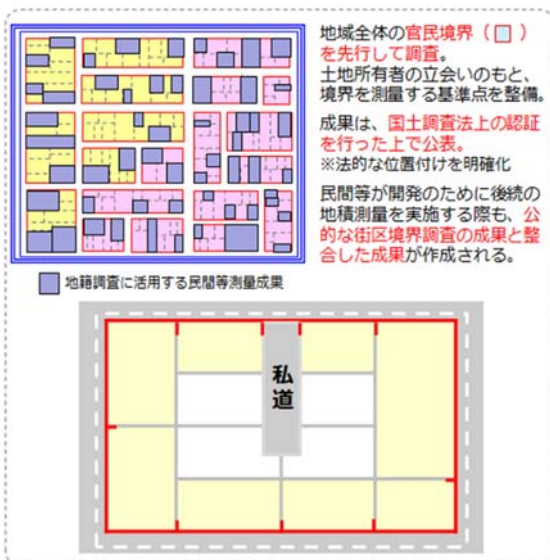 地域全体の官民境界（□）
を先行して調査。
土地所有者の立会いのもと、
境界を測量する基準点を整備。
成果は、国土調査法上の認証
を行った上で公表。
※法的な位置付けを明確化
民間等が開発のために後続の
地積測量を実施する際も、公
的な街区境界調査の成果と整
合した成果が作成される。
地籍調査に活用する民間等測量成果
私道